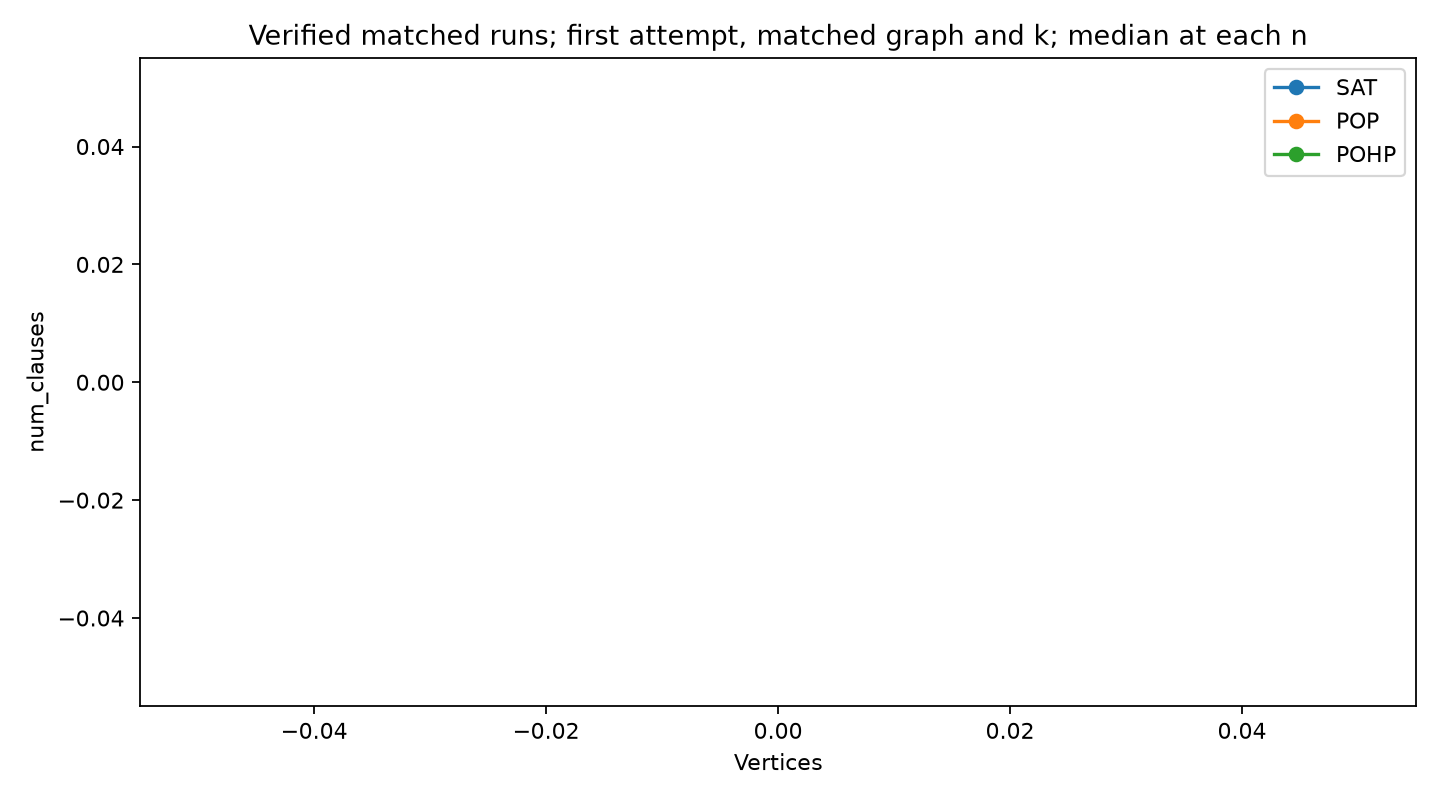 Verified matched runs; first attempt, matched graph and k; median at each n
SAT
POP
POHP
0.04
0.02
0.00
−0.02
−0.04
num_clauses
−0.04
−0.02
0.00
0.02
0.04
Vertices